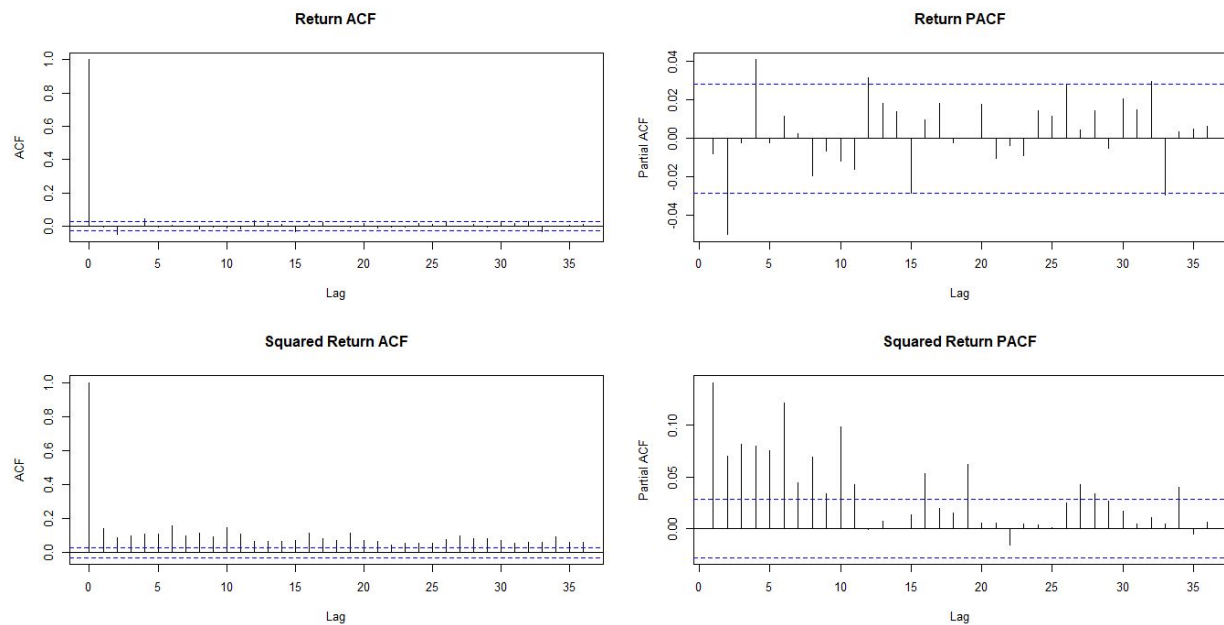 Return ACF
ACF
1.0
0.8
0.6
0.4
0.2
0.0
0 5 10 15 20 25 30 35
Lag
Return PACF
Partial ACF
0.04
0.02
0.00
-0.02
-0.04
0 5 10 15 20 25 30 35
Lag
Squared Return ACF
ACF
1.0
0.8
0.6
0.4
0.2
0.0
0 5 10 15 20 25 30 35
Lag
Squared Return PACF
Partial ACF
0.10
0.05
0.00
0 5 10 15 20 25 30 35
Lag